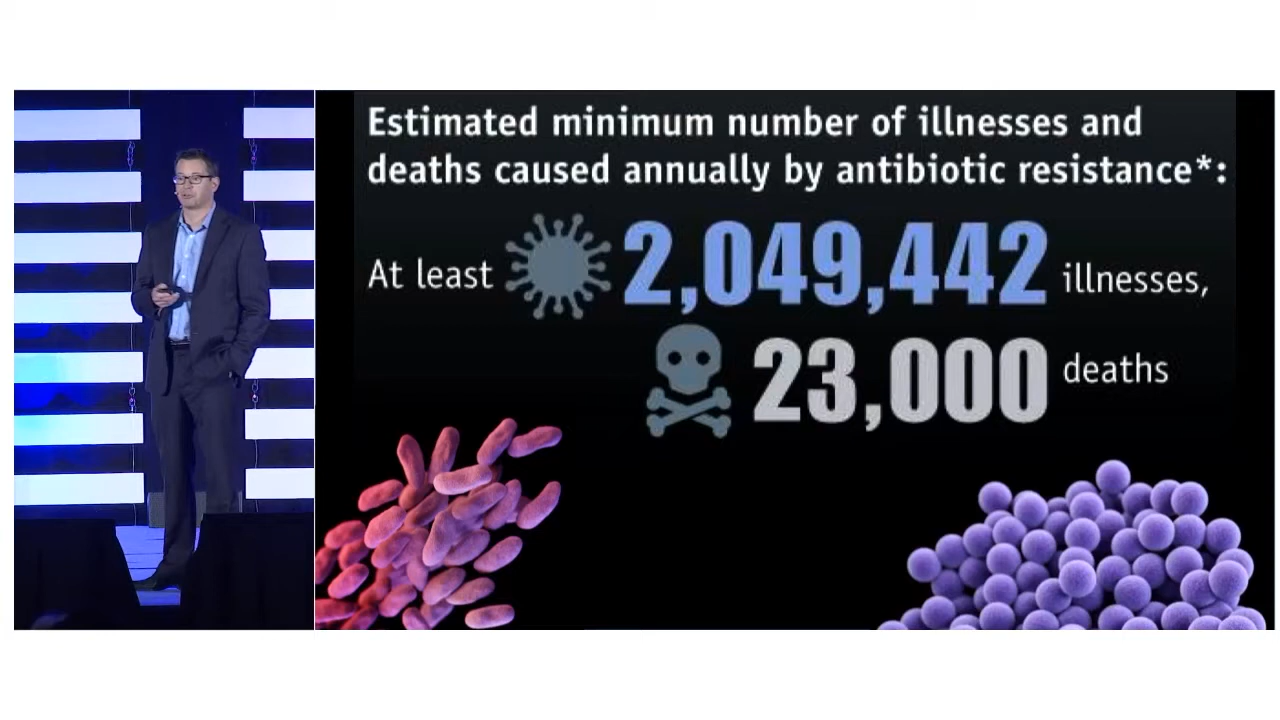 Estimated minimum number of illnesses and
deaths caused annually by antibiotic resistance*:
At least 2,049,442 illnesses,
23,000 deaths